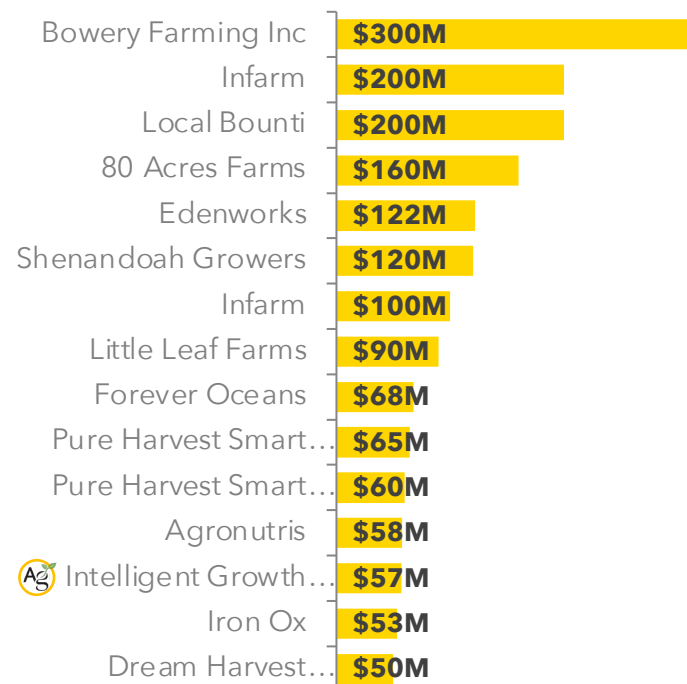 Bowery Farming Inc $300M
Infarm $200M
Local Bounti $200M
80 Acres Farms $160M
Edenworks $122M
Shenandoah Growers $120M
Infarm $100M
Little Leaf Farms $90M
Forever Oceans $68M
Pure Harvest Smart… $65M
Pure Harvest Smart… $60M
Agronutris $58M
Ag Intelligent Growth… $57M
Iron Ox $53M
Dream Harvest… $50M